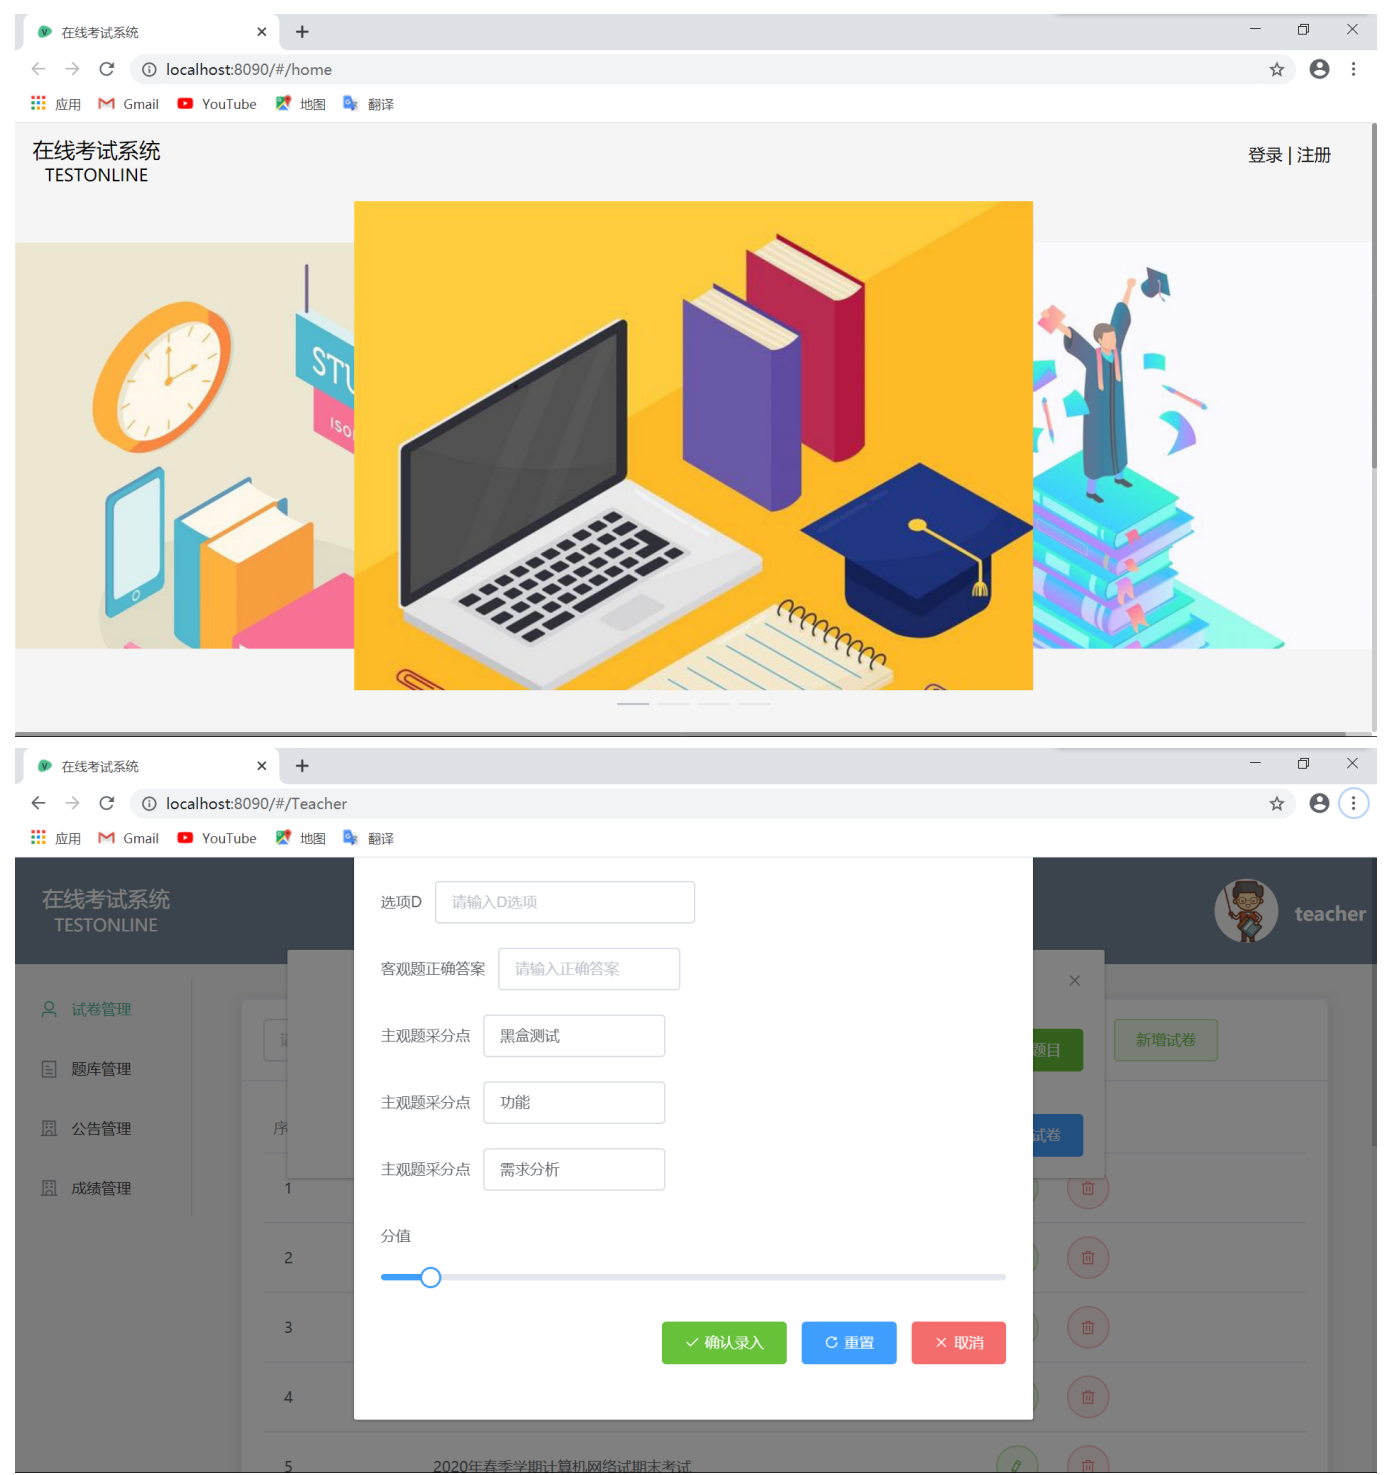 在线考试系统
localhost:8090/#/home
应用 Gmail YouTube 地图 翻译
在线考试系统
TESTONLINE
登录 | 注册
在线考试系统
localhost:8090/#/Teacher
应用 Gmail YouTube 地图 翻译
在线考试系统
TESTONLINE
teacher
选项D 请输入D选项
客观题正确答案 请输入正确答案
试卷管理
主观题采分点 黑盒测试
题目
新增试卷
题库管理
主观题采分点 功能
公告管理
序
试卷
主观题采分点 需求分析
成绩管理
1
分值
2
3
确认录入 重置 取消
4
5 2020年春季学期计算机网络试期末考试